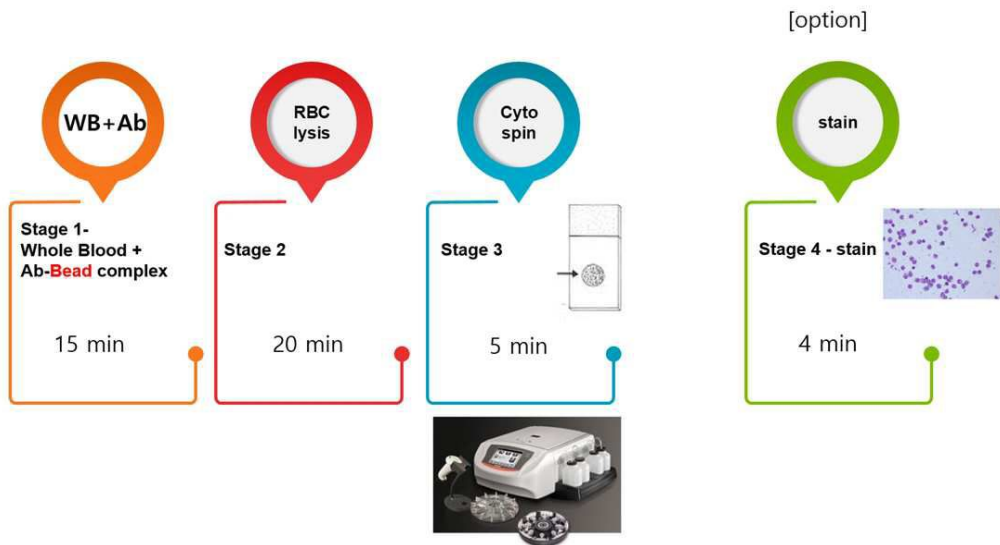 [option]
WB+Ab
RBC
lysis
Cyto
spin
stain
Stage 1-
Whole Blood +
Ab-Bead complex
Stage 2
Stage 3
Stage 4 - stain
15 min
20 min
5 min
4 min